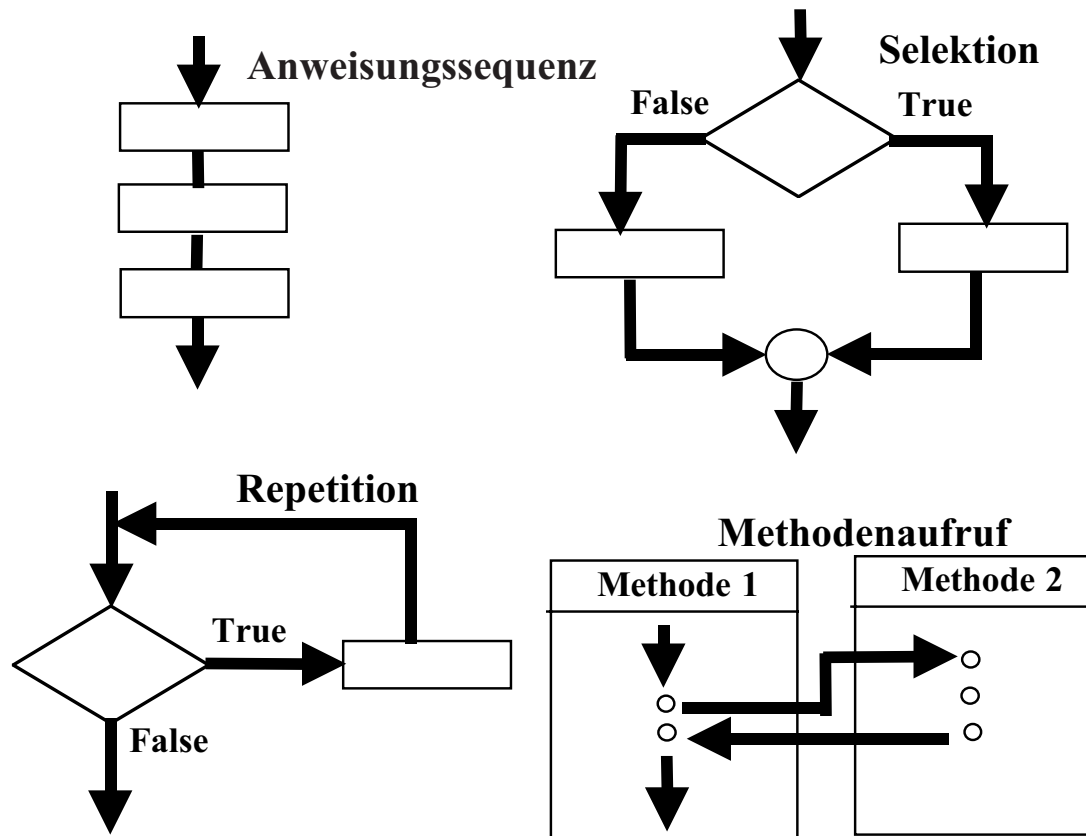 Anweisungssequenz
Selektion
False
True
Repetition
True
False
Methodenaufruf
Methode 1
Methode 2